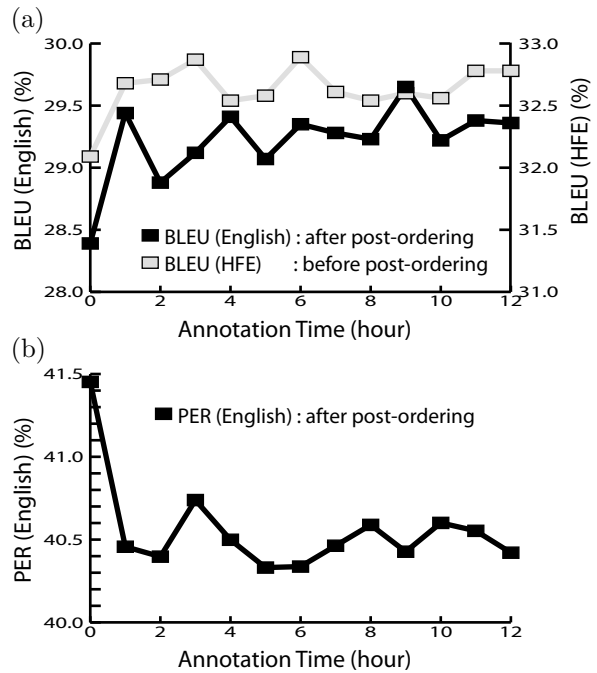 (a)
30.0
29.5
29.0
28.5
28.0
BLEU (English) (%)
33.0
32.5
32.0
31.5
31.0
BLEU (HFE) (%)
BLEU (English) : after post-ordering
BLEU (HFE) : before post-ordering
0 2 4 6 8 10 12
Annotation Time (hour)
(b)
41.5
41.0
40.5
40.0
PER (English) (%)
PER (English) : after post-ordering
0 2 4 6 8 10 12
Annotation Time (hour)